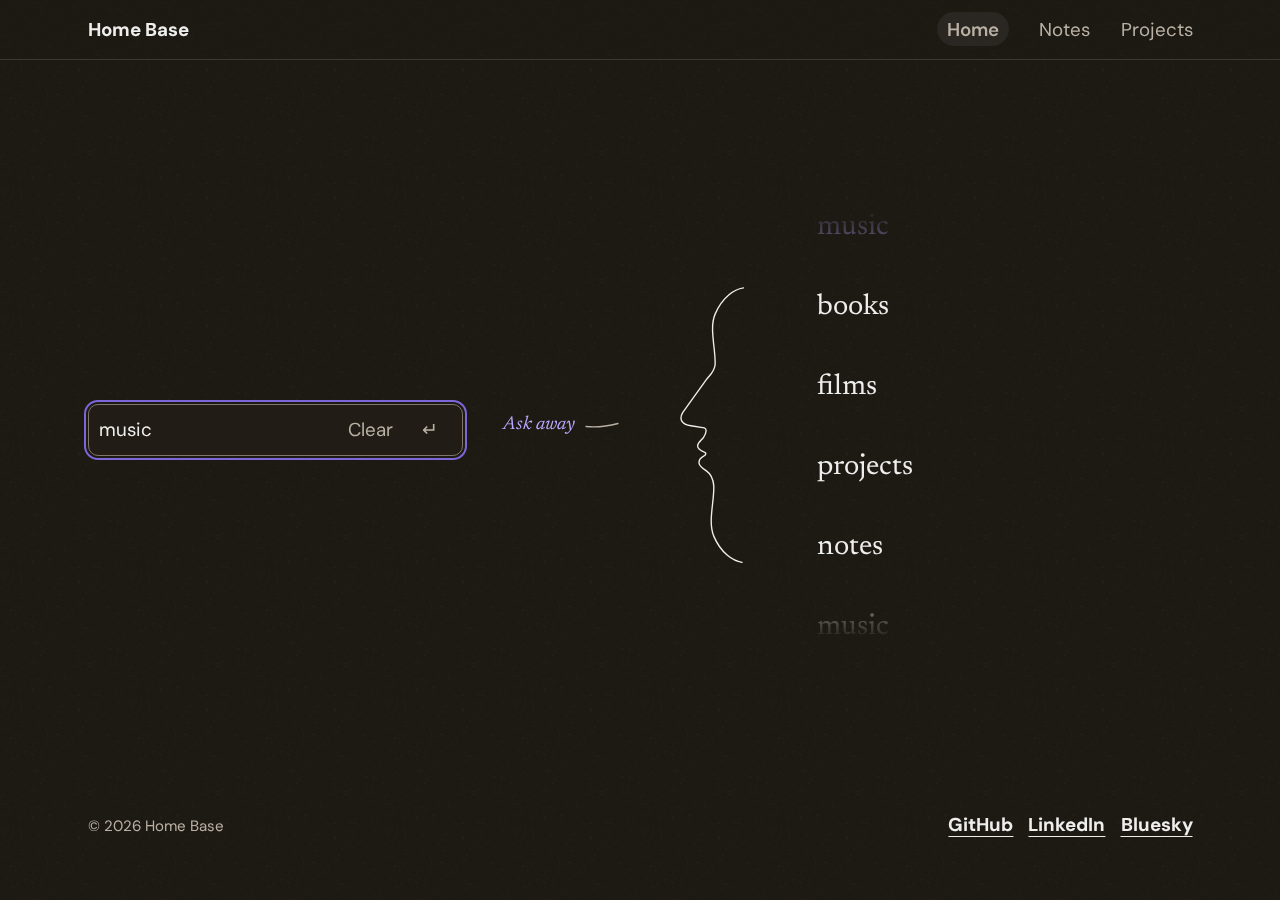 Home Base
Home Notes Projects
music
books
films
music Clear ↵
Ask away
projects
notes
music
© 2026 Home Base
GitHub LinkedIn Bluesky